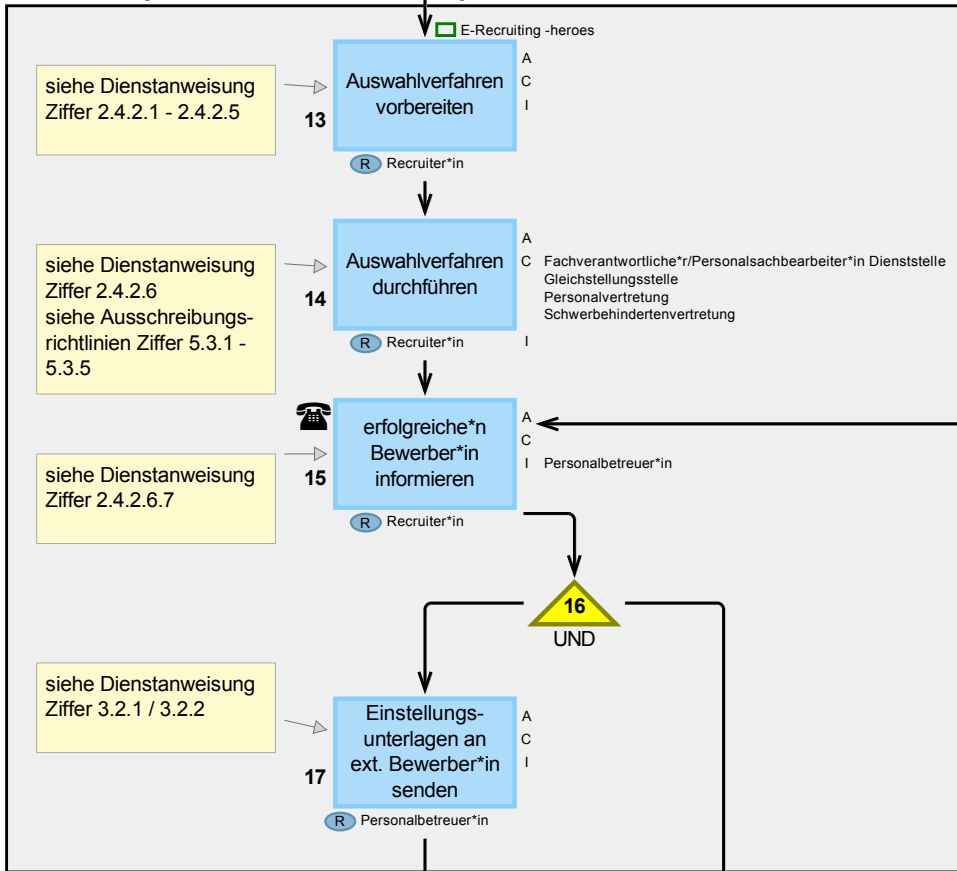 E-Recruiting -heroes
siehe Dienstanweisung
Ziffer 2.4.2.1 - 2.4.2.5
13
Auswahlverfahren
vorbereiten
A
C
I
R Recruiter*in
siehe Dienstanweisung
Ziffer 2.4.2.6
siehe Ausschreibungs-
richtlinien Ziffer 5.3.1 -
5.3.5
14
Auswahlverfahren
durchführen
A
C Fachverantwortliche*r/Personalsachbearbeiter*in Dienststelle
Gleichstellungsstelle
Personalvertretung
Schwerbehindertenvertretung
I
R Recruiter*in
siehe Dienstanweisung
Ziffer 2.4.2.6.7
15
erfolgreiche*n
Bewerber*in
informieren
A
C
I Personalbetreuer*in
R Recruiter*in
16
UND
siehe Dienstanweisung
Ziffer 3.2.1 / 3.2.2
17
Einstellungs-
unterlagen an
ext. Bewerber*in
senden
A
C
I
R Personalbetreuer*in